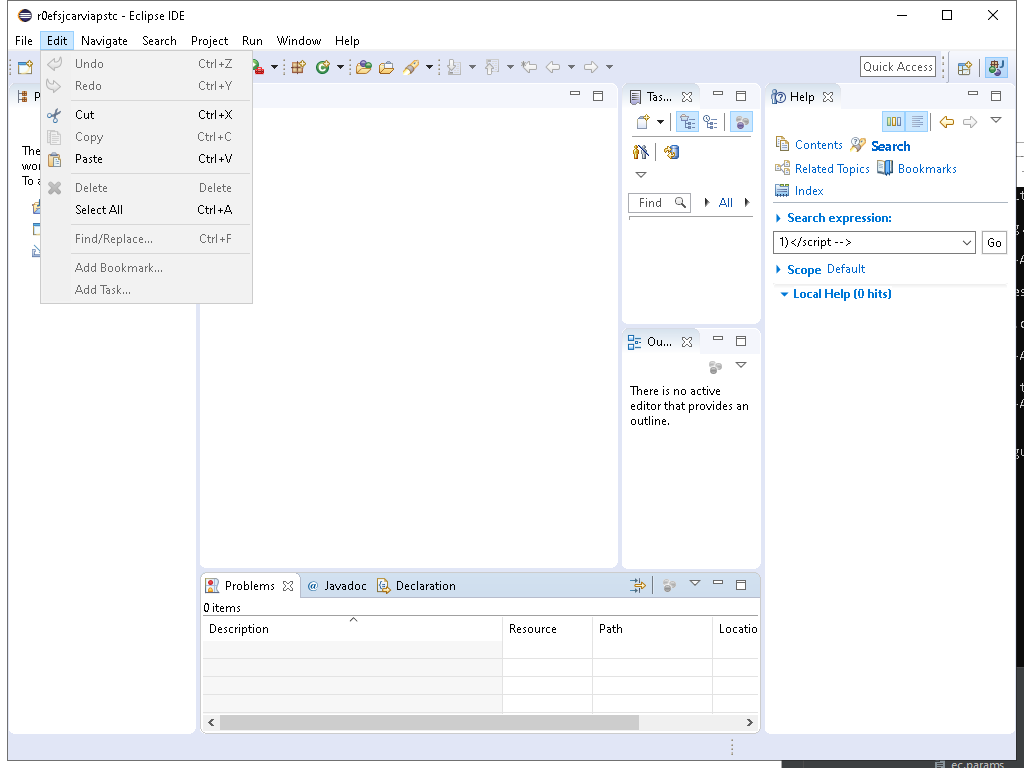 r0efsjcarviapstc - Eclipse IDE
File Edit Navigate Search Project Run Window Help
Undo Ctrl+Z
Redo Ctrl+Y
Cut Ctrl+X
Copy Ctrl+C
Paste Ctrl+V
Delete Delete
Select All Ctrl+A
Find/Replace... Ctrl+F
Add Bookmark...
Add Task...
Quick Access
Tas...
Find
All
Ou...
There is no active
editor that provides an
outline.
Help
Contents Search
Related Topics Bookmarks
Index
Search expression:
1)</script --> Go
Scope Default
Local Help (0 hits)
Problems @ Javadoc Declaration
0 items
Description Resource Path Locatio
ec.params